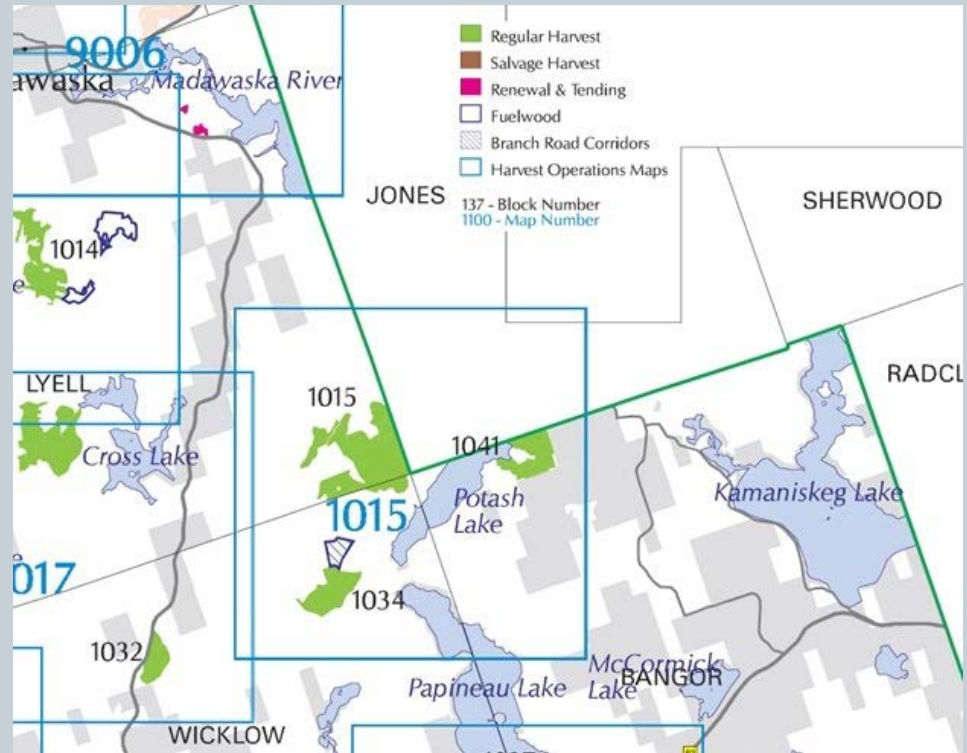 Regular Harvest
Salvage Harvest
9006
awaska
Madawaska River
Renewal & Tending
Fuelwood
Branch Road Corridors
Harvest Operations Maps
JONES
SHERWOOD
137 - Block Number
1100 - Map Number
1014
e
RADCL
LYELL
1015
1041
Cross Lake
Potash
Lake
Kamaniskeg Lake
1015
017
1034
1032
McCormick
Lake
BANGOR
Papineau Lake
WICKLOW